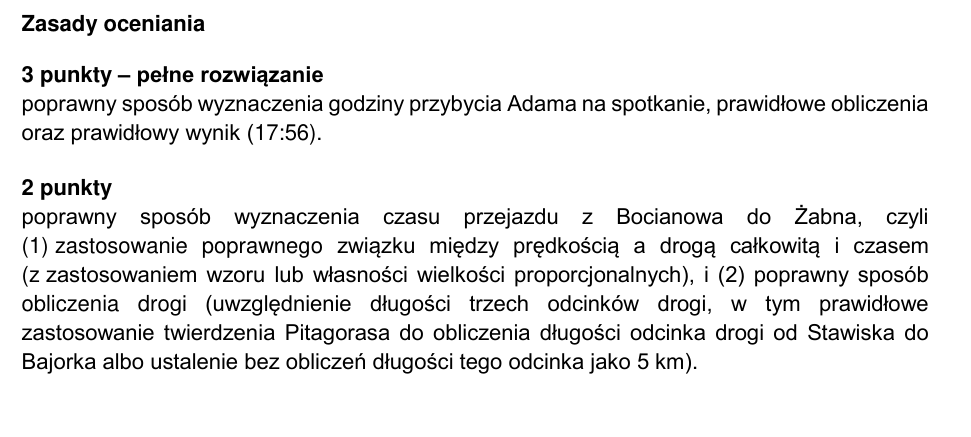 Zasady oceniania
3 punkty – pełne rozwiązanie
poprawny sposób wyznaczenia godziny przybycia Adama na spotkanie, prawidłowe obliczenia
oraz prawidłowy wynik (17:56).
2 punkty
poprawny sposób wyznaczenia czasu przejazdu z Bocianowa do Żabna, czyli
(1) zastosowanie poprawnego związku między prędkością a drogą całkowitą i czasem
(z zastosowaniem wzoru lub własności wielkości proporcjonalnych), i (2) poprawny sposób
obliczenia drogi (uwzględnienie długości trzech odcinków drogi, w tym prawidłowe
zastosowanie twierdzenia Pitagorasa do obliczenia długości odcinka drogi od Stawiska do
Bajorka albo ustalenie bez obliczeń długości tego odcinka jako 5 km).